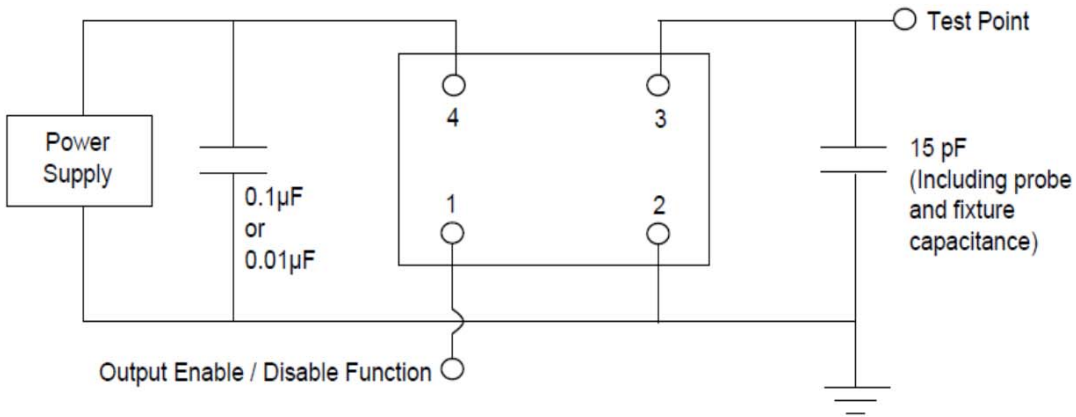 Test Point
4
3
Power
Supply
15 pF
(Including probe
and fixture
capacitance)
0.1µF
or
0.01µF
1
2
Output Enable / Disable Function